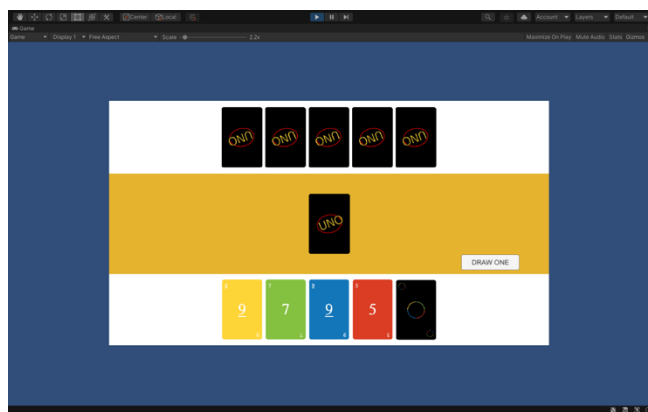 Center Local Account Layers Default
Game
Game Display 1 Free Aspect Scale 2.2x Maximize On Play Mute Audio Stats Gizmos
UNO UNO UNO UNO UNO
UNO
DRAW ONE
9 7 9 5